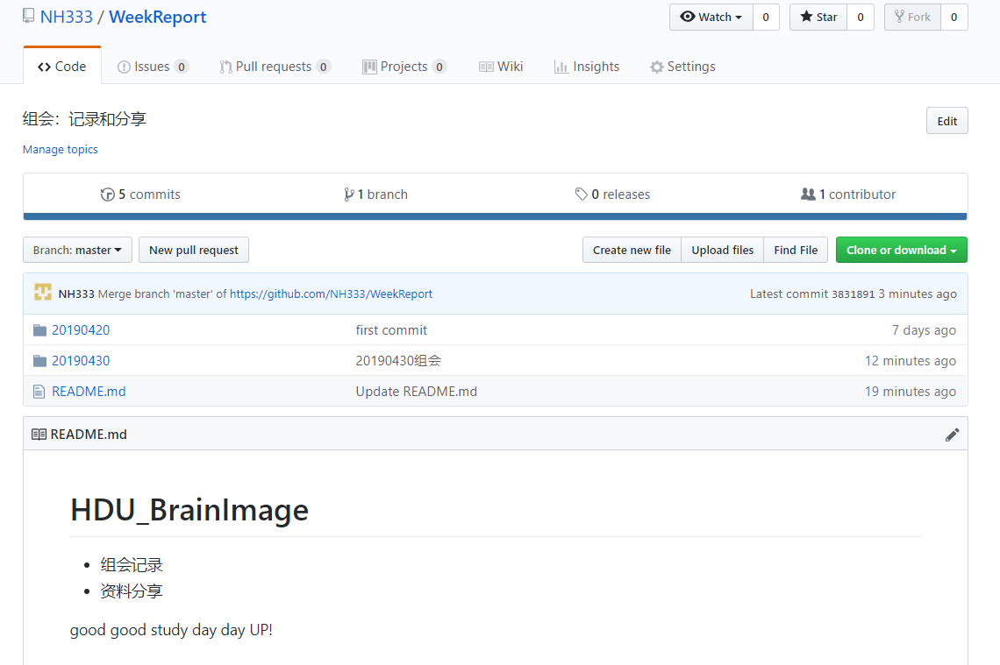 NH333 / WeekReport Watch 0 Star 0 Fork 0
Code Issues 0 Pull requests 0 Projects 0 Wiki Insights Settings
组会：记录和分享 Edit
Manage topics
5 commits 1 branch 0 releases 1 contributor
Branch: master New pull request Create new file Upload files Find File Clone or download
NH333 Merge branch 'master' of https://github.com/NH333/WeekReport Latest commit 3831891 3 minutes ago
20190420 first commit 7 days ago
20190430 20190430组会 12 minutes ago
README.md Update README.md 19 minutes ago
README.md
HDU_BrainImage
组会记录
资料分享
good good study day day UP!